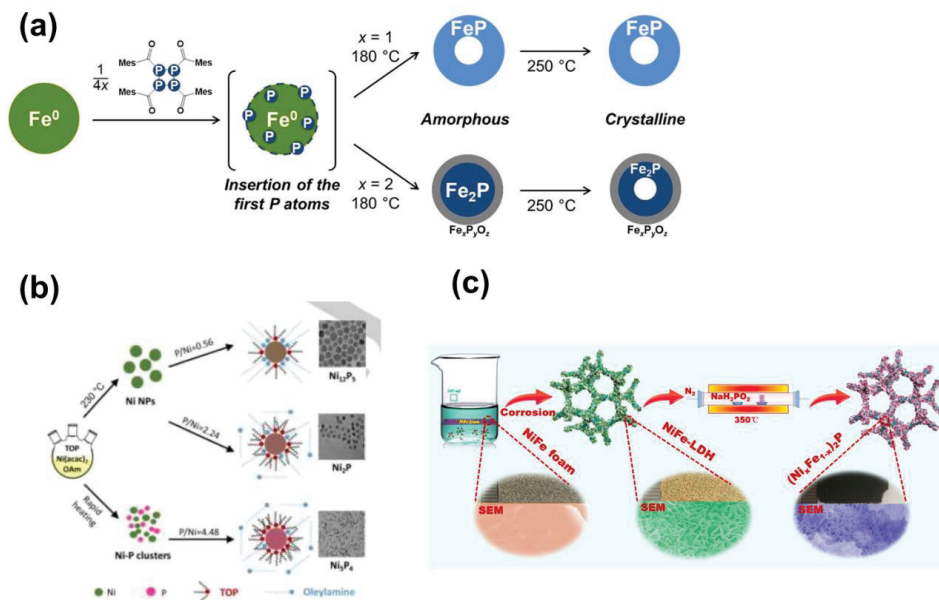 (a)
1
4x
O
O
Mes
Mes
P P
P P
Mes
Mes
O
O
Fe⁰
Fe⁰
P
P
P
P
P
P
Insertion of the
first P atoms
x = 1
180 °C
FeP
250 °C
FeP
Amorphous
Crystalline
x = 2
180 °C
Fe₂P
FeₓPᵧO_z
250 °C
Fe₂P
FeₓPᵧO_z
(b)
230 °C
Ni NPs
P/Ni=0.56
Ni₁₂P₅
P/Ni=2.24
Ni₂P
TOP
Ni(acac)₂
OAm
Rapid
heating
Ni-P clusters
P/Ni=4.48
Ni₅P₄
Ni
P
TOP
Oleylamine
(c)
Corrosion
NiFe foam
SEM
NiFe-LDH
SEM
N₂
NaH₂PO₂
350℃
(NiₓFe₁₋ₓ)₂P
SEM